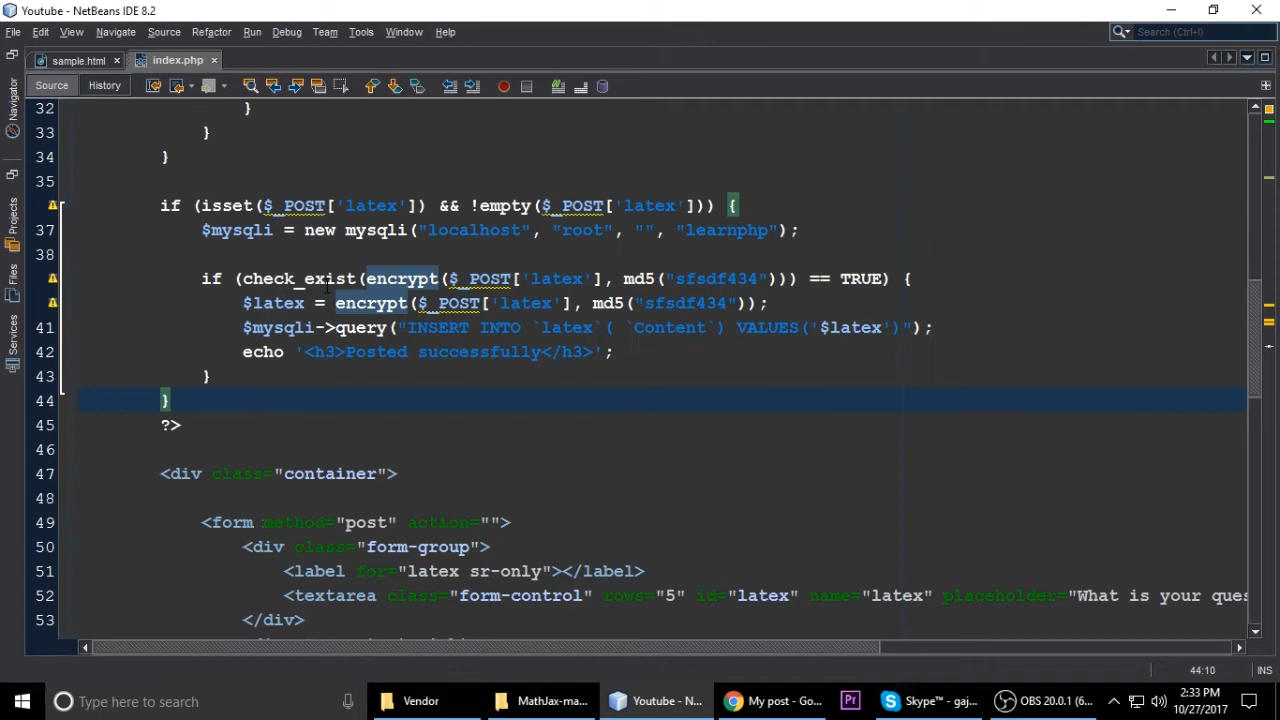 Youtube - NetBeans IDE 8.2
File Edit View Navigate Source Refactor Run Debug Team Tools Window Help
Search (Ctrl+I)
sample.html index.php
Source History
Navigator
Projects
Files
Services
32 }
33 }
34 }
35
if (isset($_POST['latex']) && !empty($_POST['latex'])) {
37 $mysqli = new mysqli("localhost", "root", "", "learnphp");
38
if (check_exist(encrypt($_POST['latex'], md5("sfsdf434"))) == TRUE) {
$latex = encrypt($_POST['latex'], md5("sfsdf434"));
41 $mysqli->query("INSERT INTO `latex`( `Content`) VALUES('$latex')");
42 echo '<h3>Posted successfully</h3>';
43 }
44 }
45 ?>
46
47 <div class="container">
48
49 <form method="post" action="">
50 <div class="form-group">
51 <label for="latex sr-only"></label>
52 <textarea class="form-control" rows="5" id="latex" name="latex" placeholder="What is your ques
53 </div>
44:10 INS
Type here to search
Vendor
MathJax-ma...
Youtube - N...
My post - Go...
Pr
Skype™ - gaj...
OBS 20.0.1 (6...
2:33 PM
10/27/2017